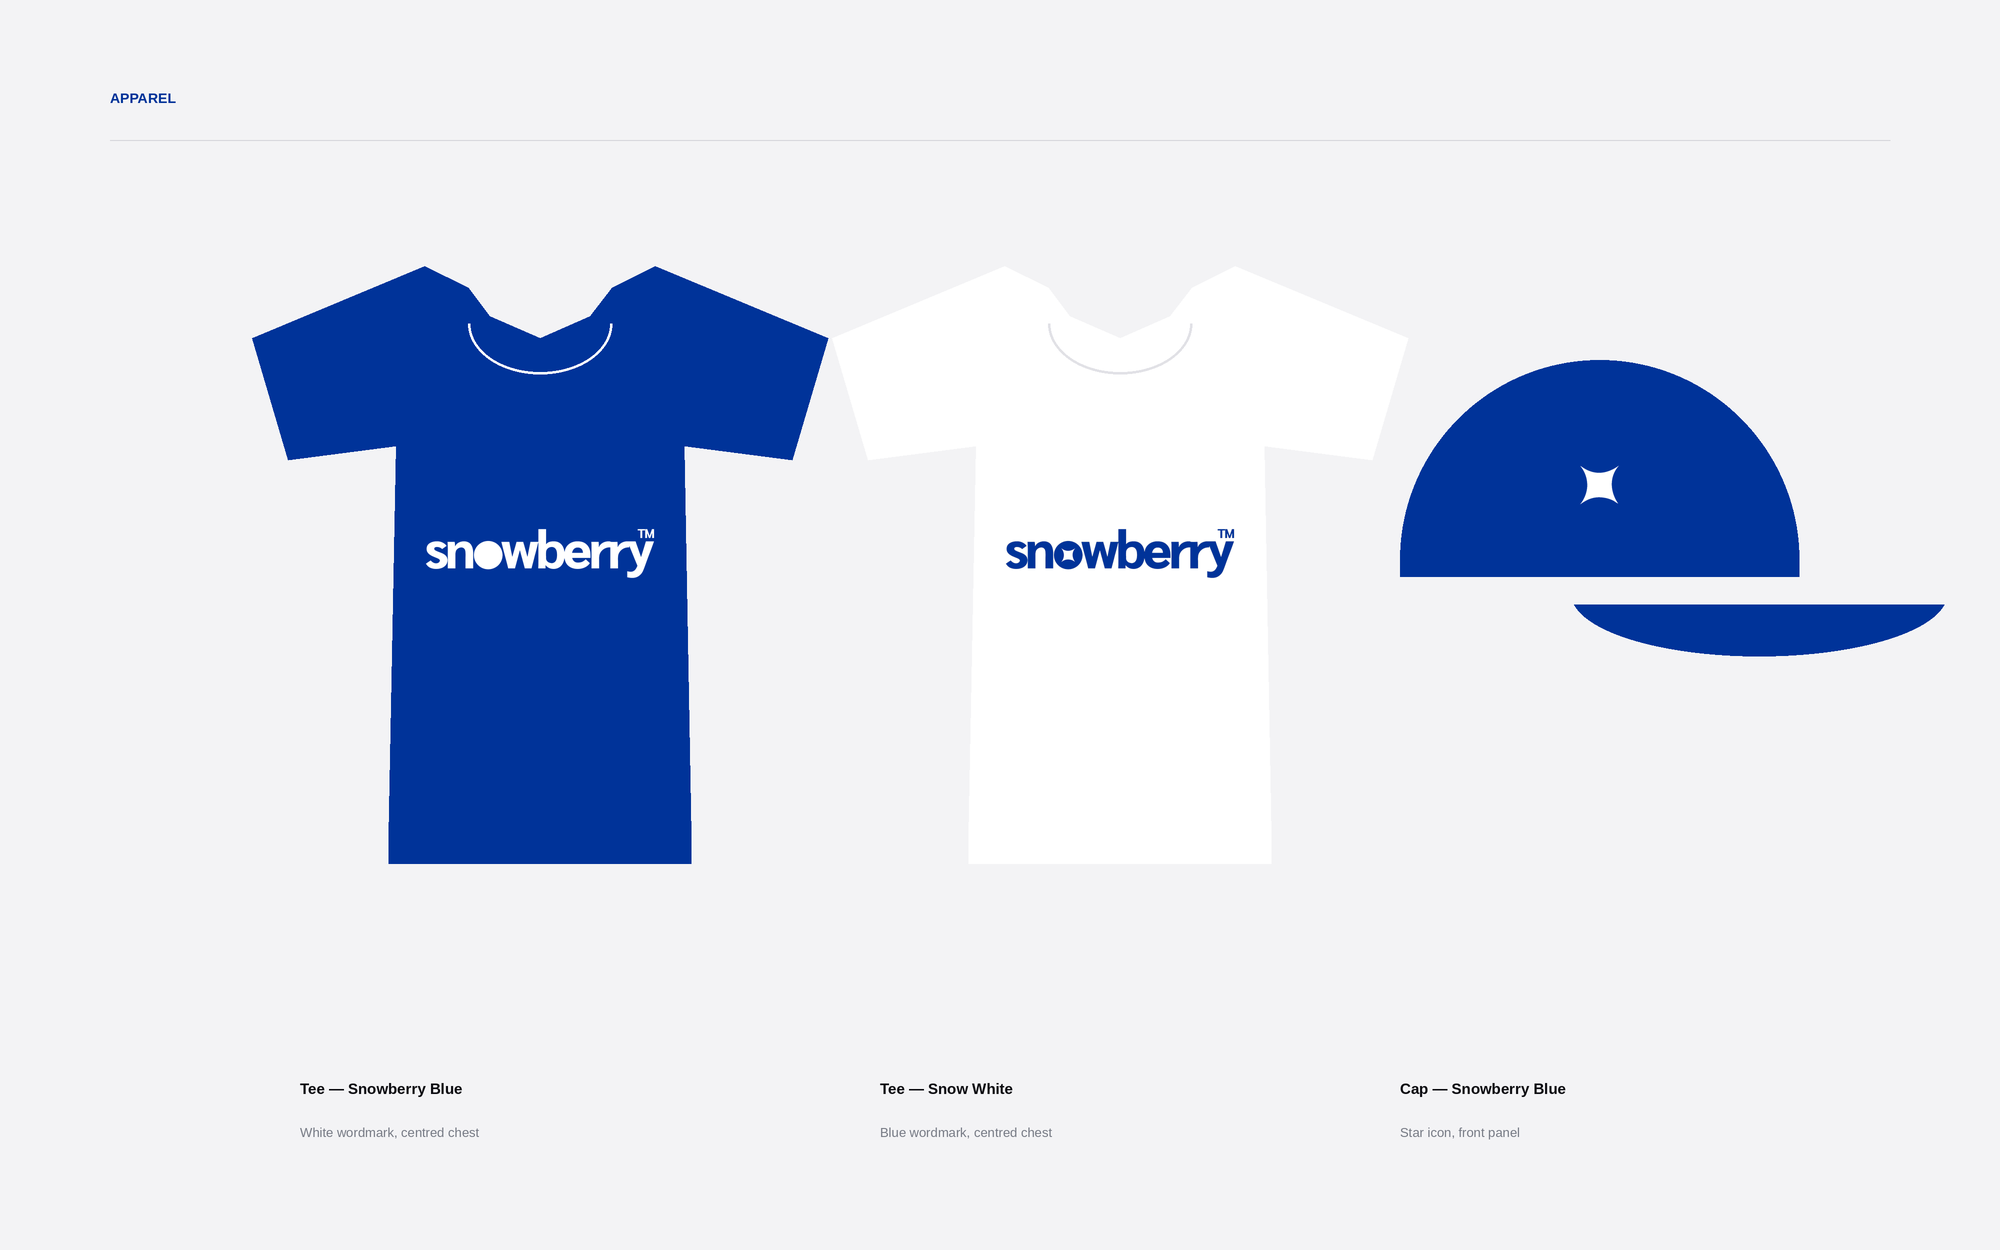 APPAREL
snowberry™
snowberry™
Tee — Snowberry Blue
Tee — Snow White
Cap — Snowberry Blue
White wordmark, centred chest
Blue wordmark, centred chest
Star icon, front panel